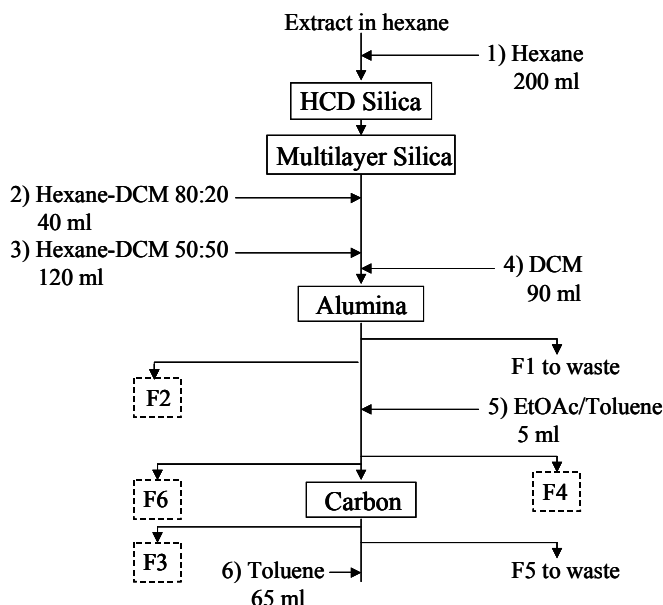 Extract in hexane
1) Hexane
200 ml
HCD Silica
Multilayer Silica
2) Hexane-DCM 80:20
40 ml
3) Hexane-DCM 50:50
120 ml
4) DCM
90 ml
Alumina
F1 to waste
F2
5) EtOAc/Toluene
5 ml
F6
Carbon
F4
F3
6) Toluene
65 ml
F5 to waste